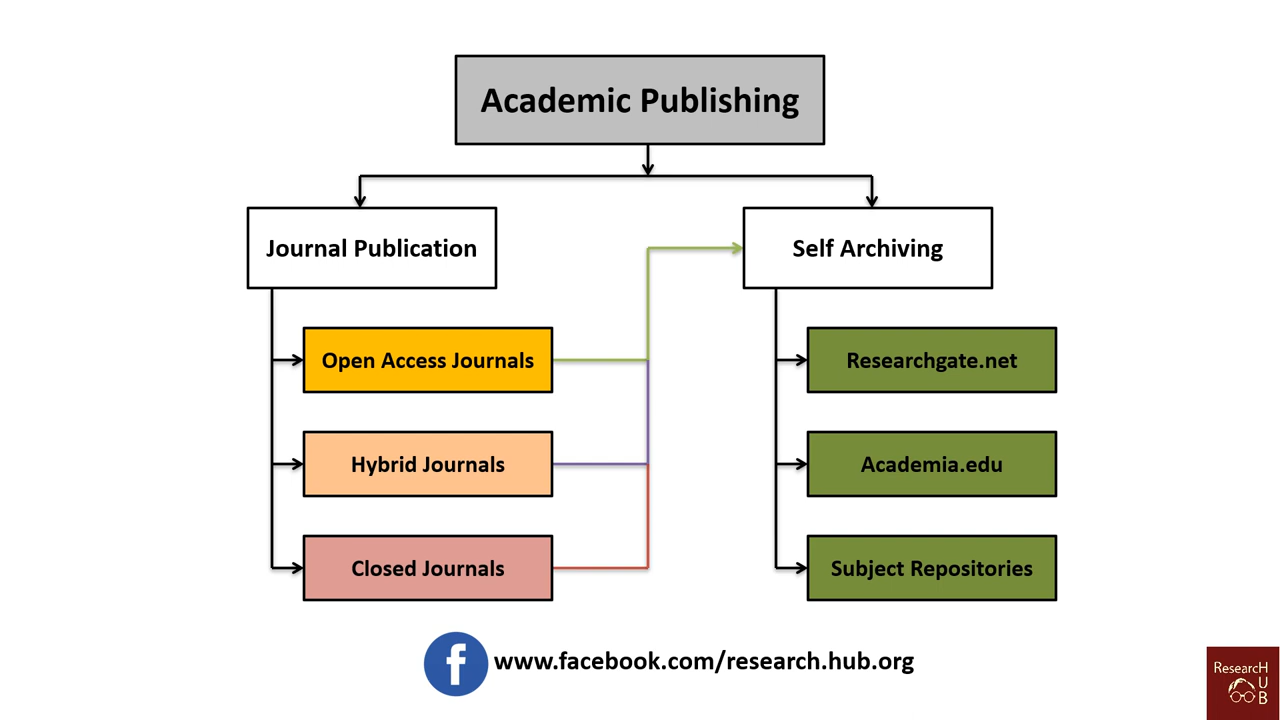 Academic Publishing
Journal Publication
Self Archiving
Open Access Journals
Researchgate.net
Hybrid Journals
Academia.edu
Closed Journals
Subject Repositories
f www.facebook.com/research.hub.org
ResearcH
U
B